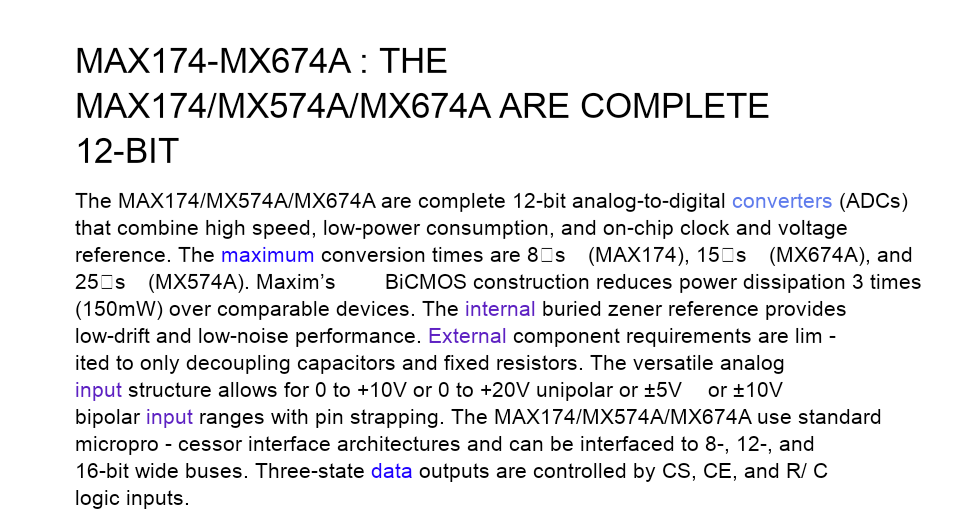 MAX174-MX674A : THE
MAX174/MX574A/MX674A ARE COMPLETE
12-BIT
The MAX174/MX574A/MX674A are complete 12-bit analog-to-digital converters (ADCs)
that combine high speed, low-power consumption, and on-chip clock and voltage
reference. The maximum conversion times are 8□s (MAX174), 15□s (MX674A), and
25□s (MX574A). Maxim’s BiCMOS construction reduces power dissipation 3 times
(150mW) over comparable devices. The internal buried zener reference provides
low-drift and low-noise performance. External component requirements are lim -
ited to only decoupling capacitors and fixed resistors. The versatile analog
input structure allows for 0 to +10V or 0 to +20V unipolar or ±5V or ±10V
bipolar input ranges with pin strapping. The MAX174/MX574A/MX674A use standard
micropro - cessor interface architectures and can be interfaced to 8-, 12-, and
16-bit wide buses. Three-state data outputs are controlled by CS, CE, and R/ C
logic inputs.